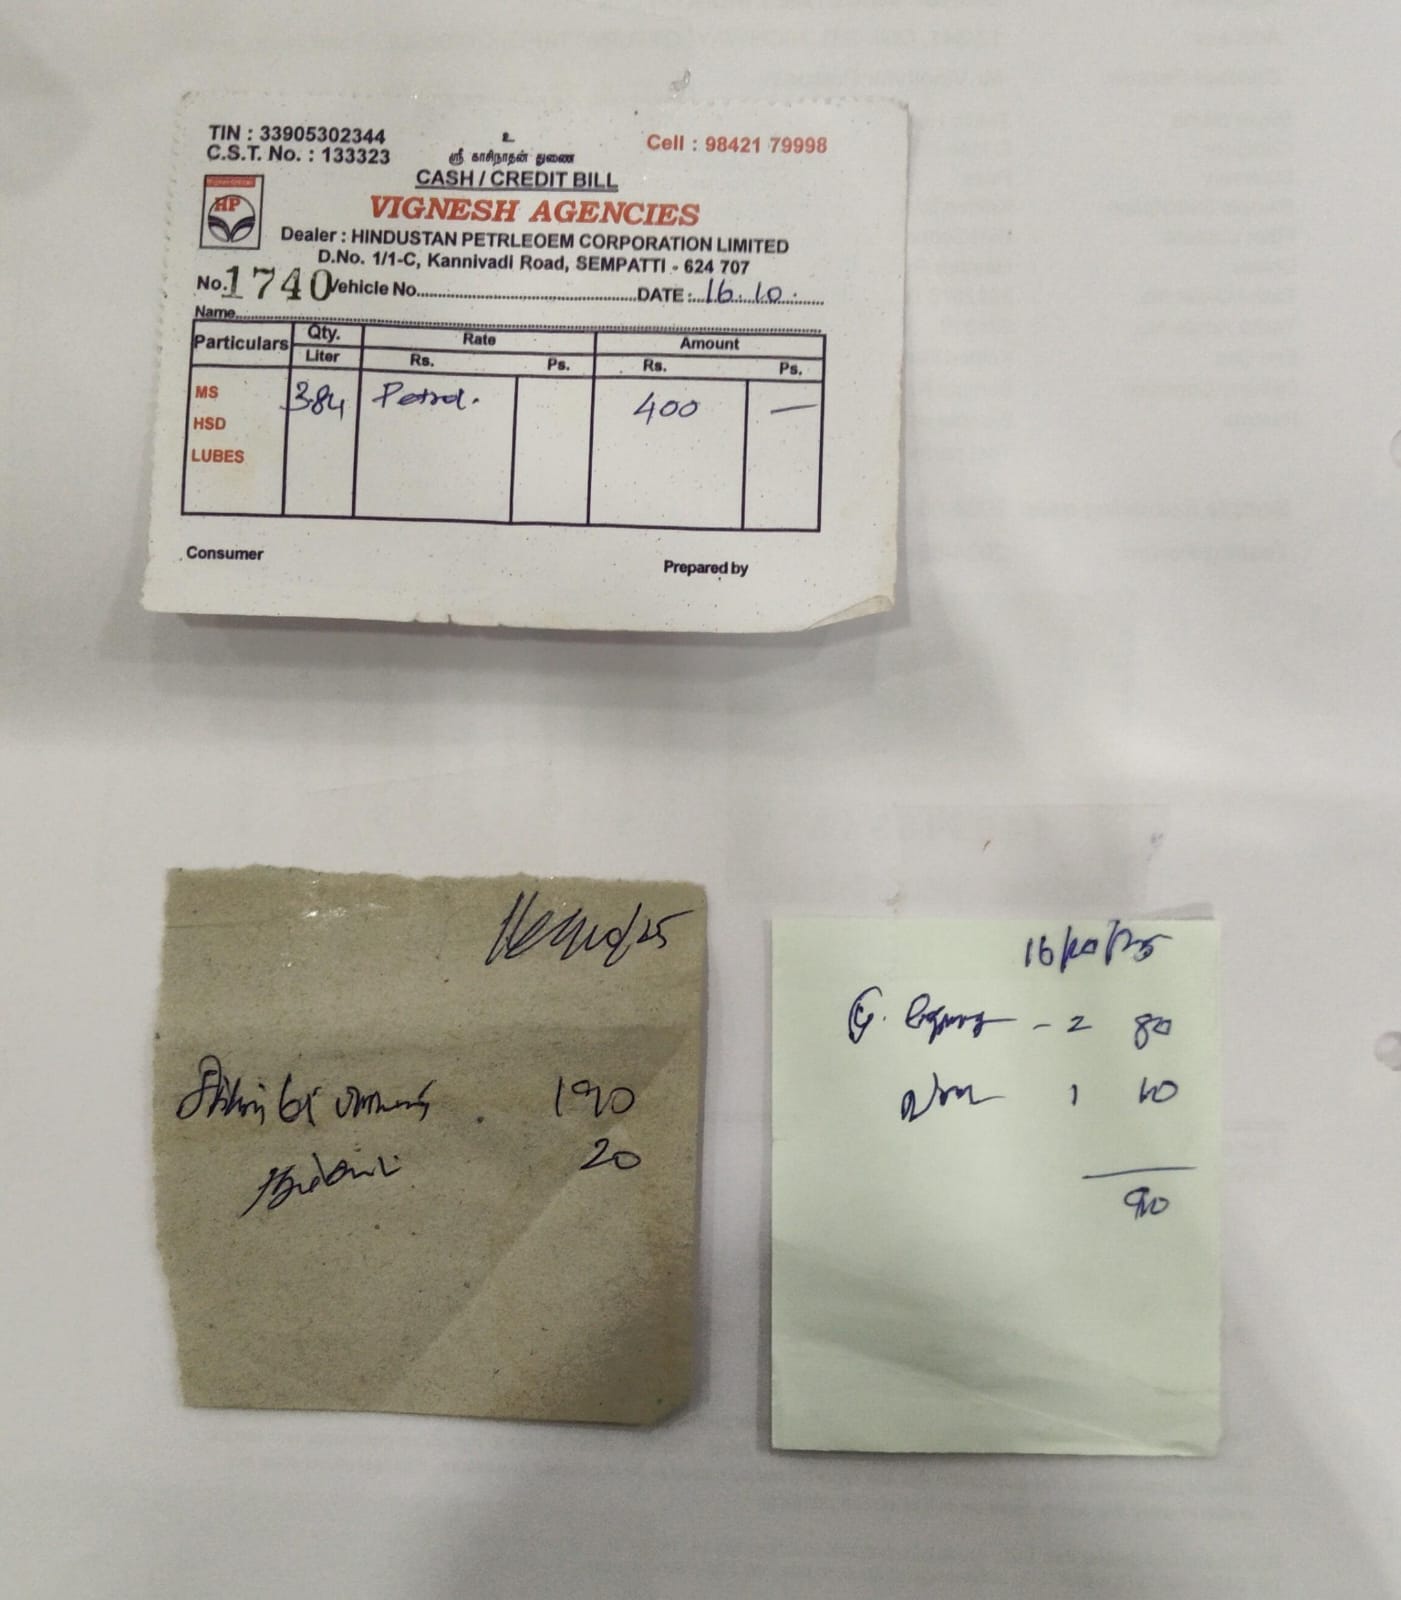 TIN : 33905302344
C.S.T. No. : 133323
உ
ஸ்ரீ காசிநாதன் துணை
Cell : 98421 79998
CASH / CREDIT BILL
HP
VIGNESH AGENCIES
Dealer : HINDUSTAN PETRLEOEM CORPORATION LIMITED
D.No. 1/1-C, Kannivadi Road, SEMPATTI - 624 707
No. 1740 Vehicle No. DATE : 16.10.
Name
Particulars Qty. Rate Amount
Liter Rs. Ps. Rs. Ps.
MS 3.84 Petrol. 400 —
HSD
LUBES
Consumer Prepared by
16/10/25
190
20
16/10/25
- 2 80
1 10
90